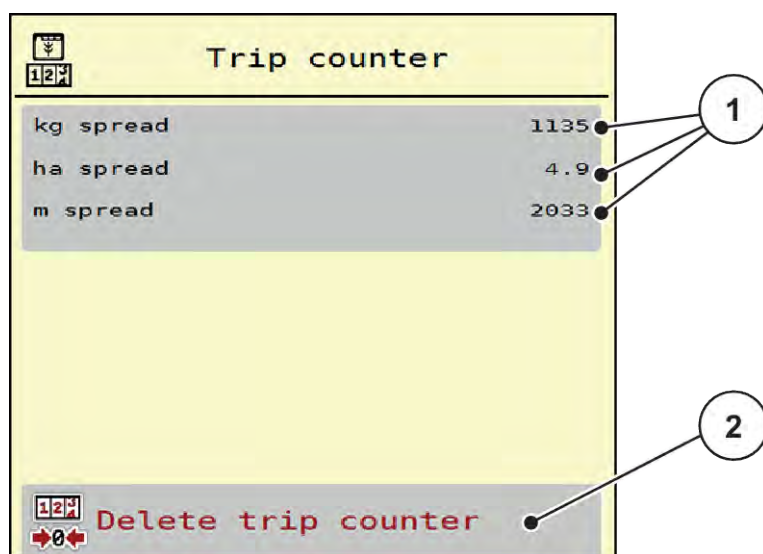 Trip counter
kg spread 1135
ha spread 4.9
m spread 2033
Delete trip counter
1
2